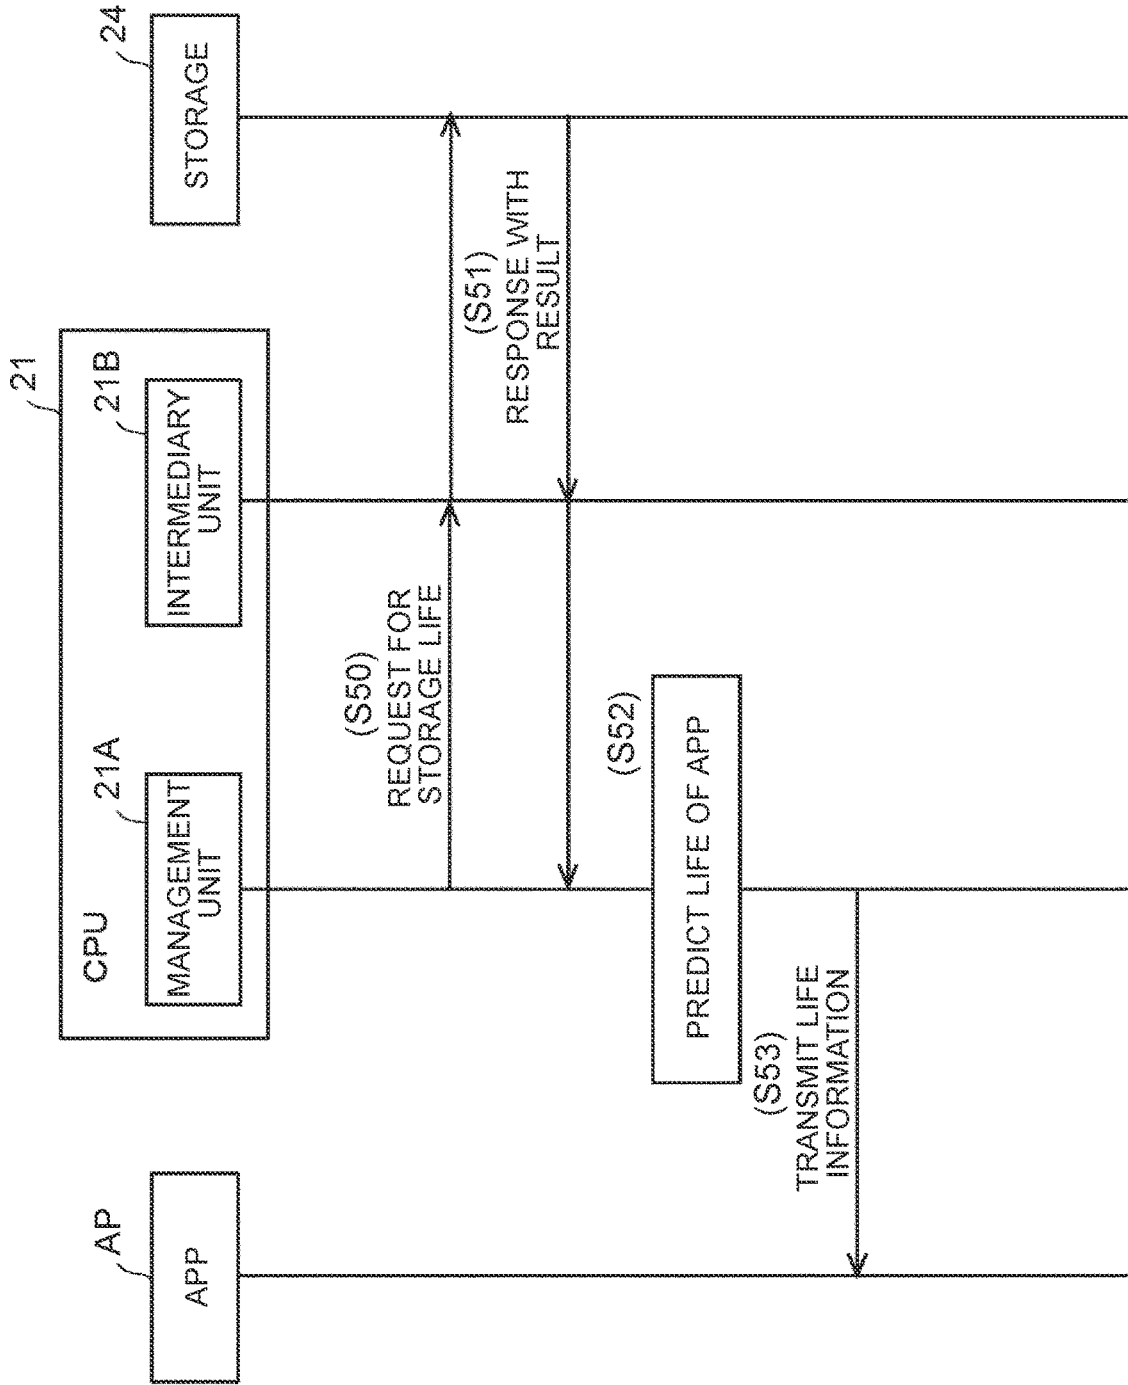 21
24
AP
CPU
21A
21B
APP
MANAGEMENT
UNIT
INTERMEDIARY
UNIT
STORAGE
(S50)
REQUEST FOR
STORAGE LIFE
(S51)
RESPONSE WITH
RESULT
(S52)
PREDICT LIFE OF APP
(S53)
TRANSMIT LIFE
INFORMATION